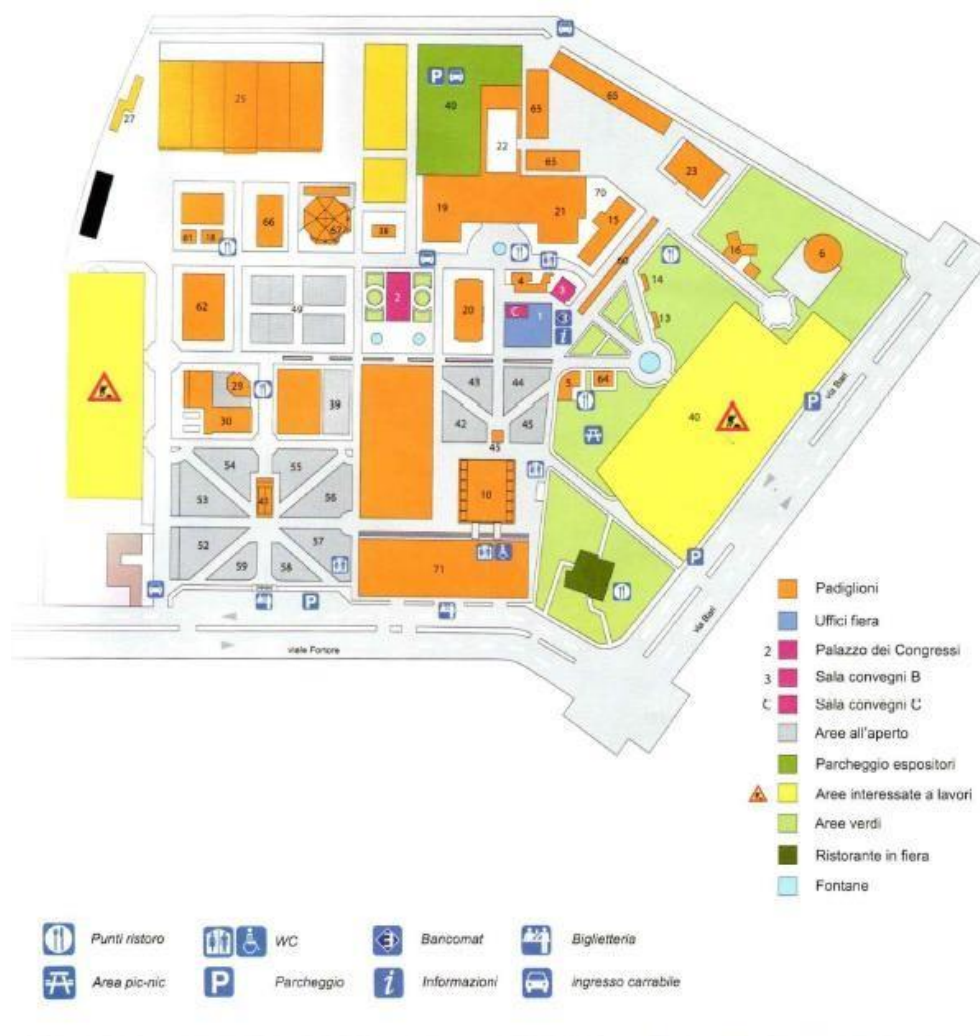 25
27
40
22
65
65
65
23
70
19
21
15
16
6
66
67
38
61
18
60
14
13
4
3
62
49
2
20
C
1
29
30
39
43
44
42
45
45
5
64
40
via Bari
54
55
53
56
10
52
57
59
58
71
viale Fortore
via Bari
Padiglioni
Uffici fiera
2 Palazzo dei Congressi
3 Sala convegni B
C Sala convegni C
Aree all'aperto
Parcheggio espositori
Aree interessate a lavori
Aree verdi
Ristorante in fiera
Fontane
Punti ristoro
WC
Bancomat
Biglietteria
Area pic-nic
P Parcheggio
i Informazioni
ingresso carrabile